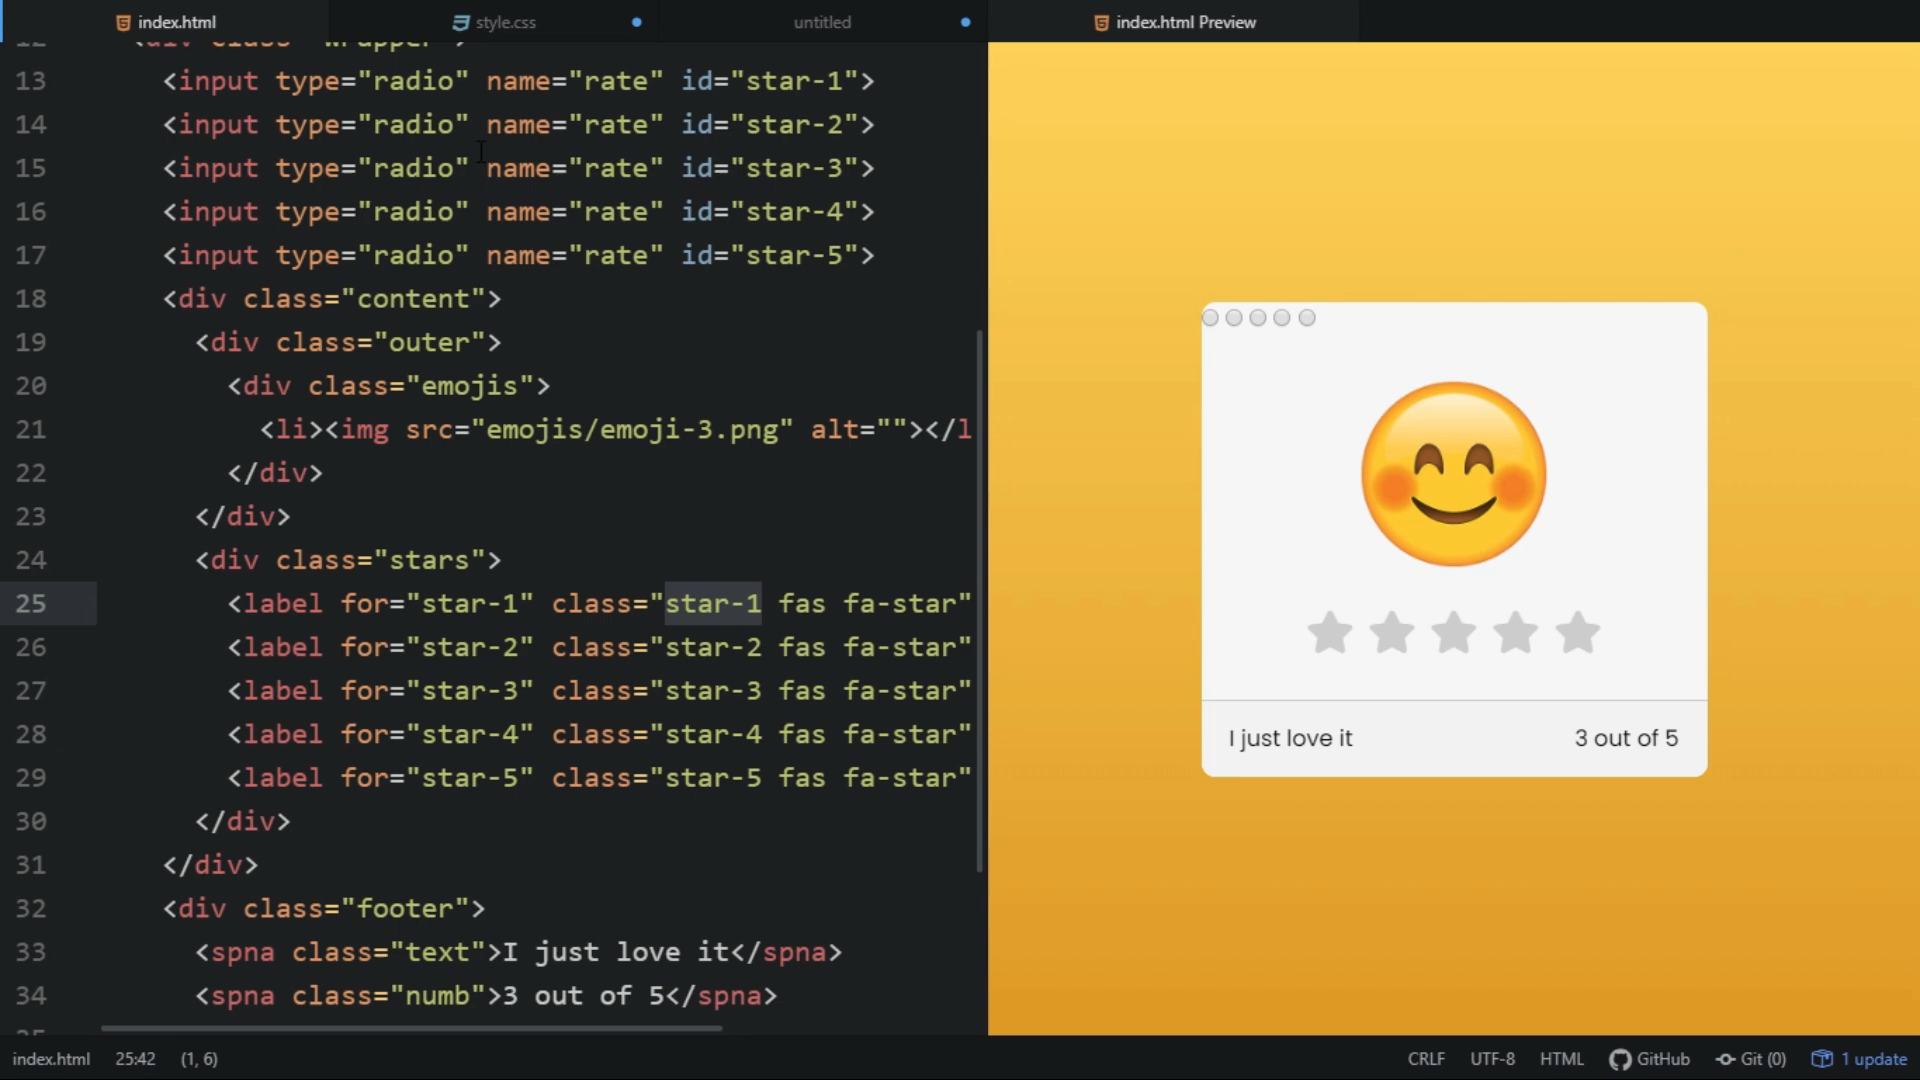 index.html
style.css
untitled
index.html Preview
12 <div class="wrapper">
13 <input type="radio" name="rate" id="star-1">
14 <input type="radio" name="rate" id="star-2">
15 <input type="radio" name="rate" id="star-3">
16 <input type="radio" name="rate" id="star-4">
17 <input type="radio" name="rate" id="star-5">
18 <div class="content">
19 <div class="outer">
20 <div class="emojis">
21 <li><img src="emojis/emoji-3.png" alt=""></l
22 </div>
23 </div>
24 <div class="stars">
25 <label for="star-1" class="star-1 fas fa-star"
26 <label for="star-2" class="star-2 fas fa-star"
27 <label for="star-3" class="star-3 fas fa-star"
28 <label for="star-4" class="star-4 fas fa-star"
29 <label for="star-5" class="star-5 fas fa-star"
30 </div>
31 </div>
32 <div class="footer">
33 <spna class="text">I just love it</spna>
34 <spna class="numb">3 out of 5</spna>
35
I just love it
3 out of 5
index.html 25:42 (1, 6)
CRLF UTF-8 HTML GitHub Git (0) 1 update